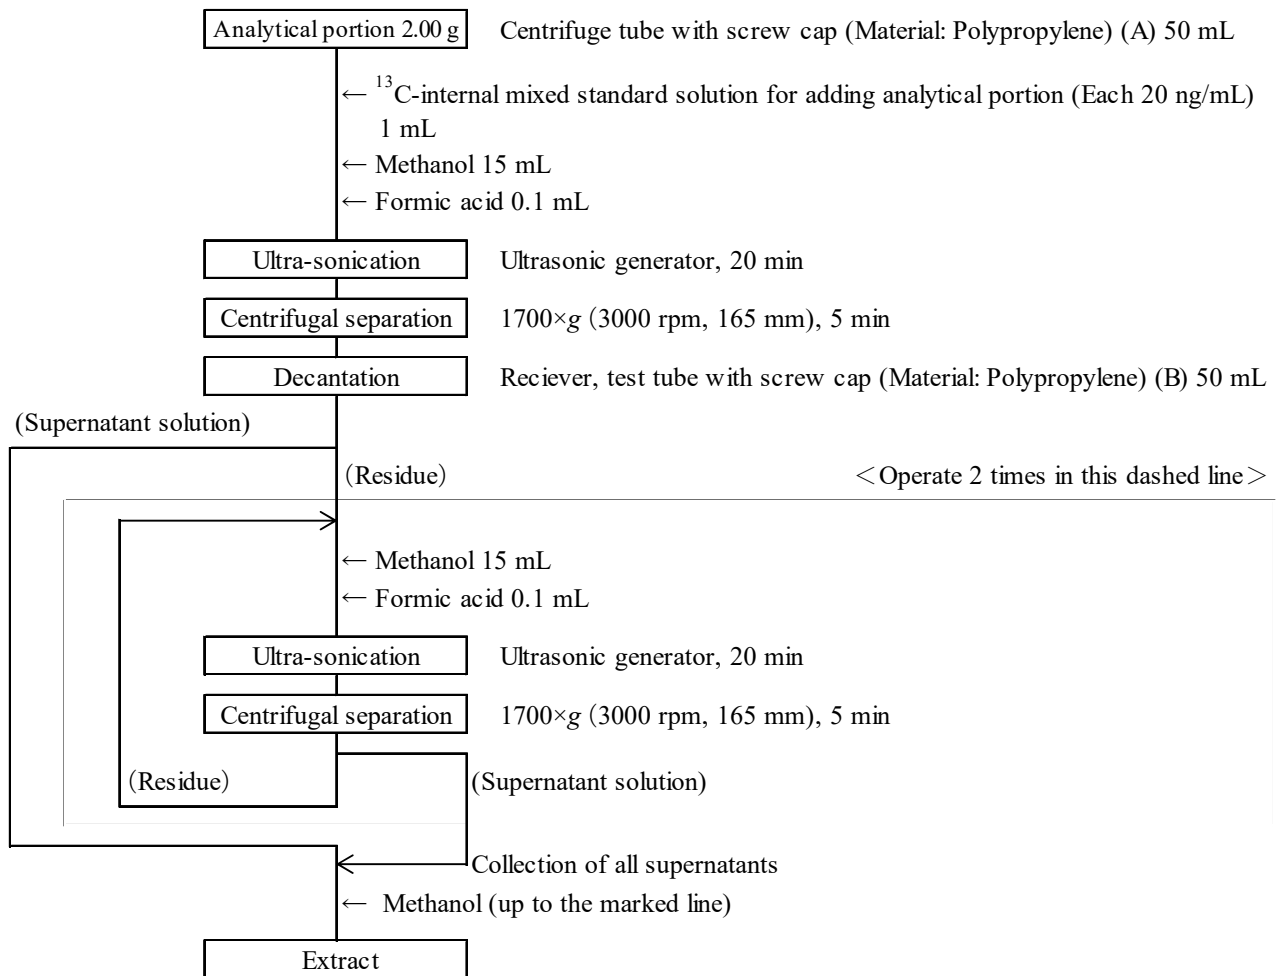 Analytical portion 2.00 g
Centrifuge tube with screw cap (Material: Polypropylene) (A) 50 mL
← ¹³C-internal mixed standard solution for adding analytical portion (Each 20 ng/mL)
1 mL
← Methanol 15 mL
← Formic acid 0.1 mL
Ultra-sonication
Ultrasonic generator, 20 min
Centrifugal separation
1700×g (3000 rpm, 165 mm), 5 min
Decantation
Reciever, test tube with screw cap (Material: Polypropylene) (B) 50 mL
(Supernatant solution)
(Residue)
<Operate 2 times in this dashed line>
← Methanol 15 mL
← Formic acid 0.1 mL
Ultra-sonication
Ultrasonic generator, 20 min
Centrifugal separation
1700×g (3000 rpm, 165 mm), 5 min
(Residue)
(Supernatant solution)
Collection of all supernatants
← Methanol (up to the marked line)
Extract